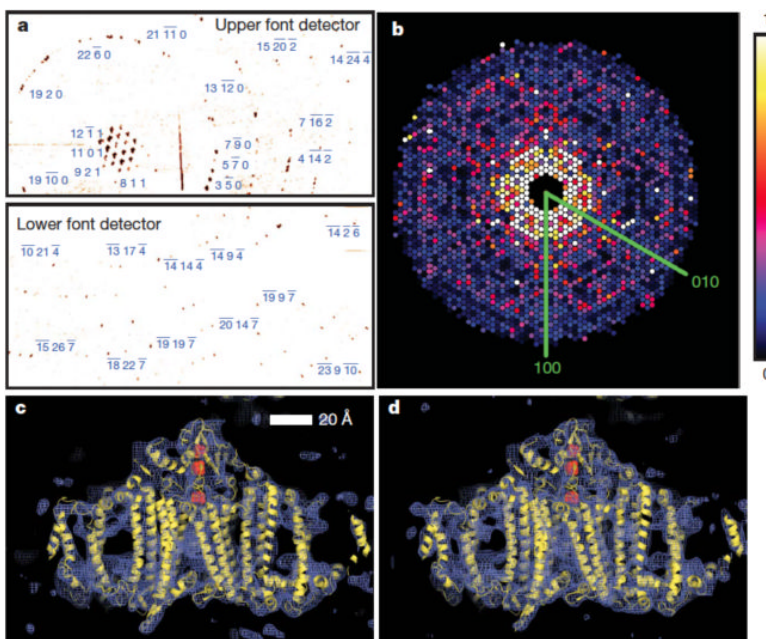 a
Upper font detector
21 1̅1̅ 0
22 6̅ 0
15 2̅0̅ 2̅
14 2̅4̅ 4̅
19 2 0
13 1̅2̅ 0
12 1̅ 1
11 0 1
9 2 1
8 1 1
19 1̅0̅ 0
7 9̅ 0
5 7̅ 0
3 5̅ 0
7 1̅6̅ 2̅
4 1̅4̅ 2̅
Lower font detector
1̅0̅ 21 4̅
1̅3̅ 17 4̅
1̅4̅ 14 4̅
1̅4̅ 9 4̅
1̅4̅ 2 6̅
1̅9̅ 9 7̅
2̅0̅ 14 7̅
1̅9̅ 19 7̅
1̅5̅ 26 7̅
1̅8̅ 22 7̅
2̅3̅ 9 1̅0̅
b
010
100
c
20 Å
d